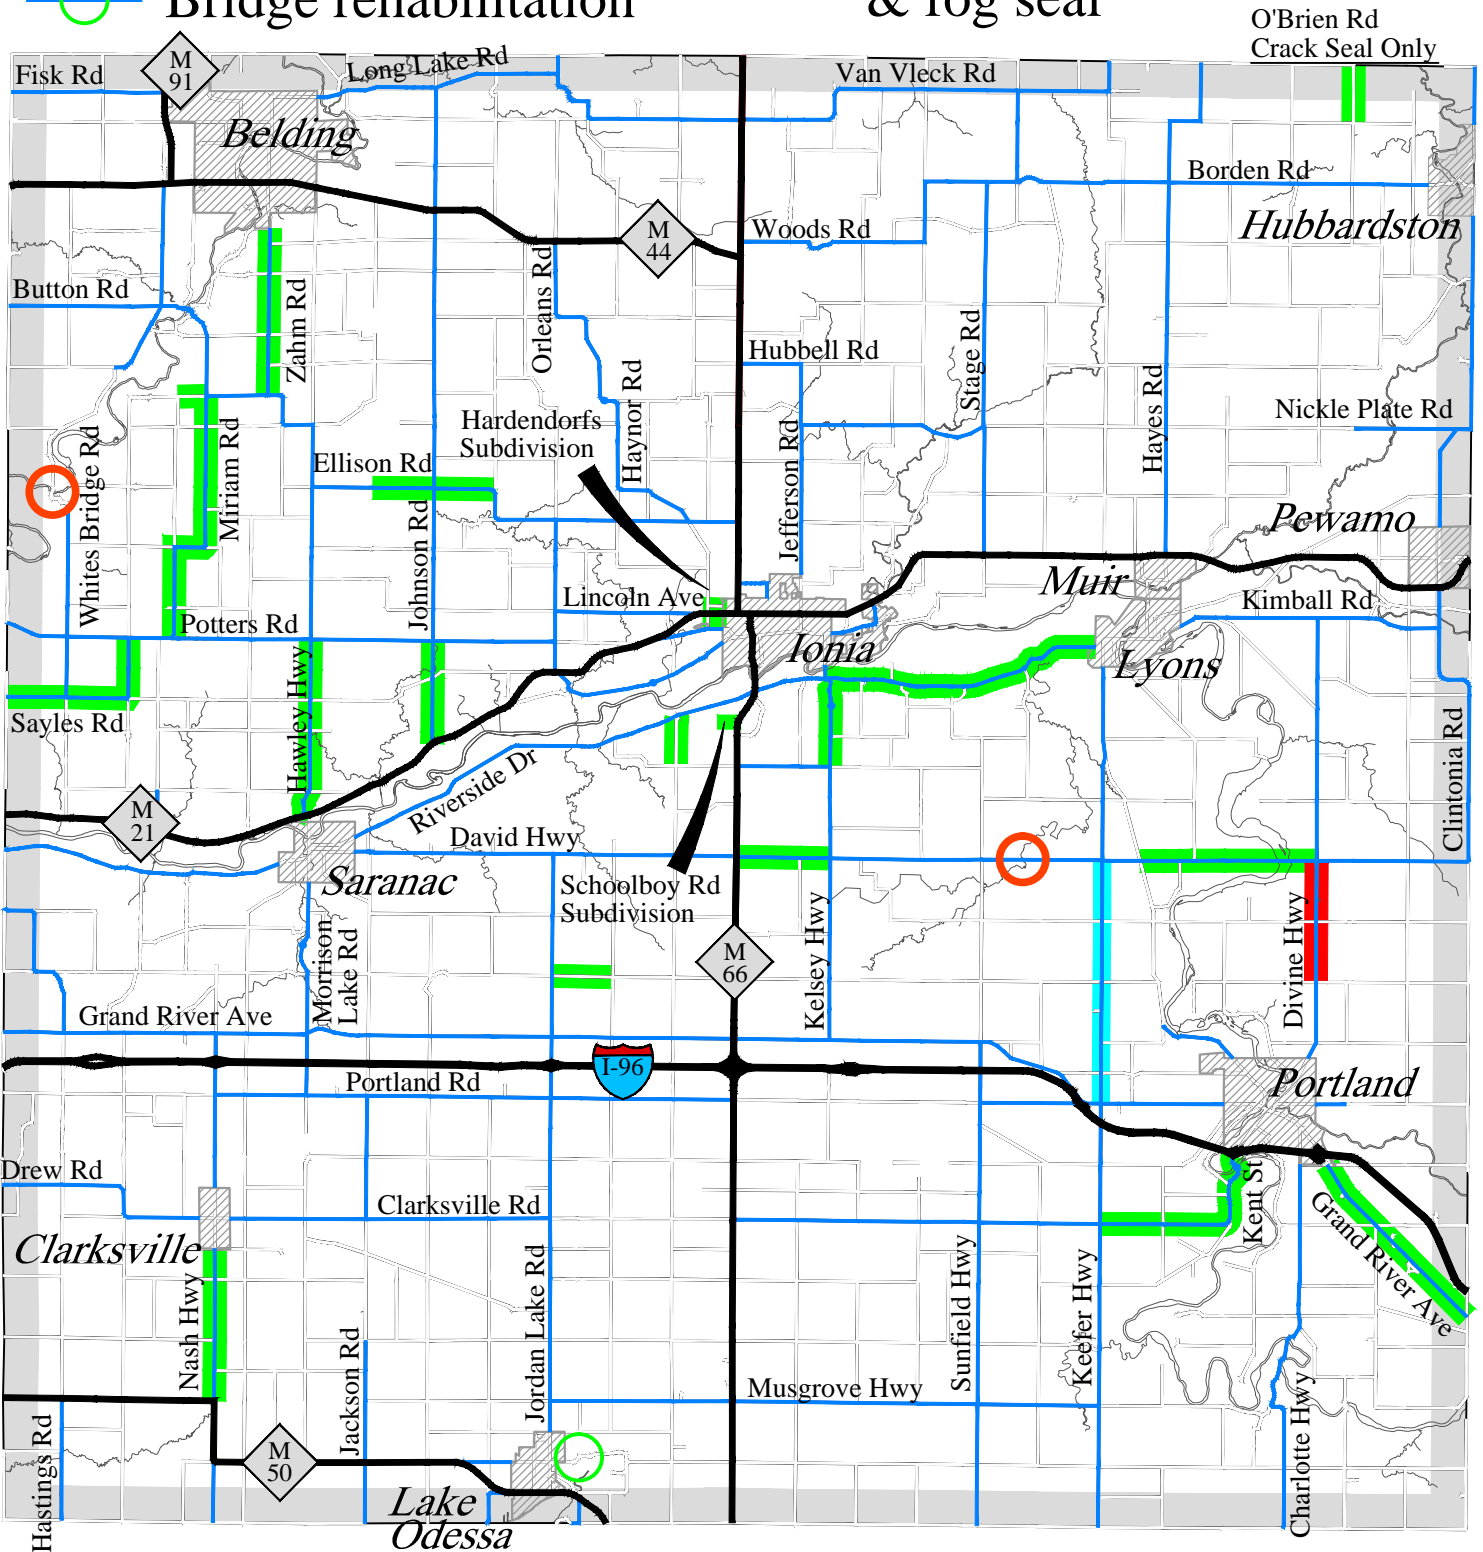 Bridge rehabilitation
& fog seal
O'Brien Rd
Crack Seal Only
Fisk Rd
M
91
Long Lake Rd
Van Vleck Rd
Belding
Borden Rd
Hubbardston
Woods Rd
M
44
Button Rd
Zahm Rd
Orleans Rd
Hubbell Rd
Stage Rd
Haynor Rd
Hayes Rd
Nickle Plate Rd
Hardendorfs
Subdivision
Whites Bridge Rd
Miriam Rd
Ellison Rd
Jefferson Rd
Johnson Rd
Pewamo
Muir
Lincoln Ave
Kimball Rd
Potters Rd
Ionia
Lyons
Sayles Rd
Hawley Hwy
Clintonia Rd
M
21
Riverside Dr
David Hwy
Saranac
Schoolboy Rd
Subdivision
Morrison
Lake Rd
M
66
Kelsey Hwy
Divine Hwy
Grand River Ave
I-96
Portland Rd
Portland
Drew Rd
Clarksville Rd
Kent St
Grand River Ave
Clarksville
Nash Hwy
Jordan Lake Rd
Sunfield Hwy
Keefer Hwy
Jackson Rd
Musgrove Hwy
Charlotte Hwy
Hastings Rd
M
50
Lake
Odessa